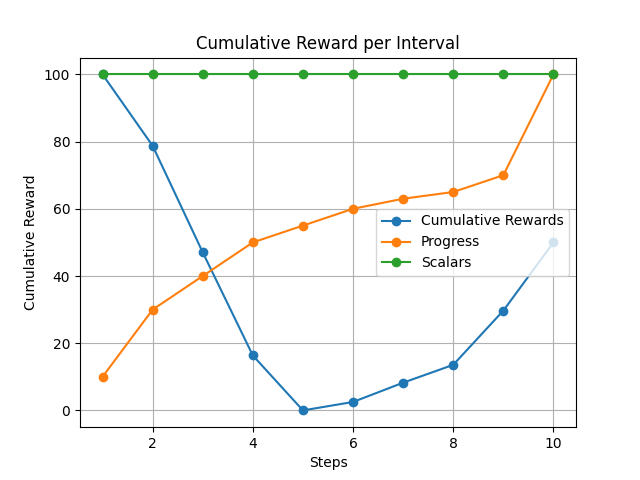 Cumulative Reward per Interval
Cumulative Reward
100
80
60
40
20
0
Cumulative Rewards
Progress
Scalars
2
4
6
8
10
Steps